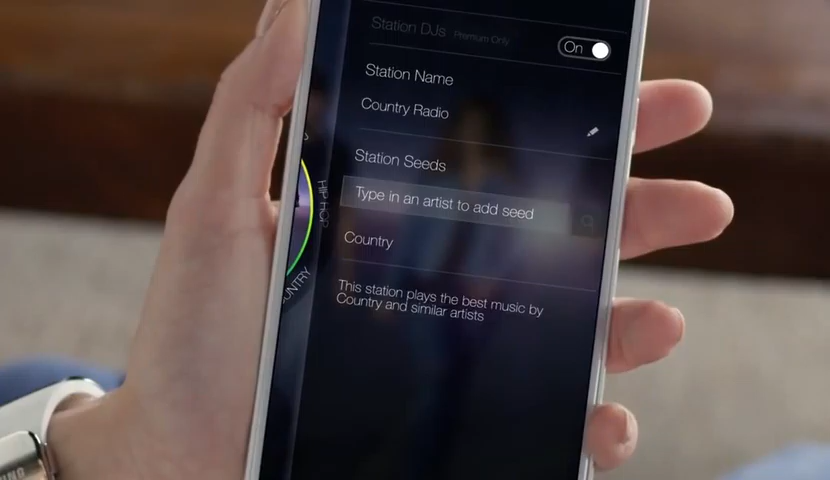 Station DJs Premium Only
On
Station Name
Country Radio
Station Seeds
HIP HOP
Type in an artist to add seed
Country
This station plays the best music by
Country and similar artists